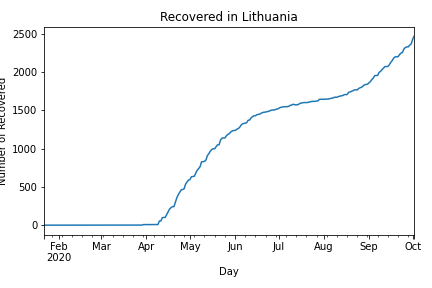 Recovered in Lithuania
Number of Recovered
2500
2000
1500
1000
500
0
Feb Mar Apr May Jun Jul Aug Sep Oct
2020
Day